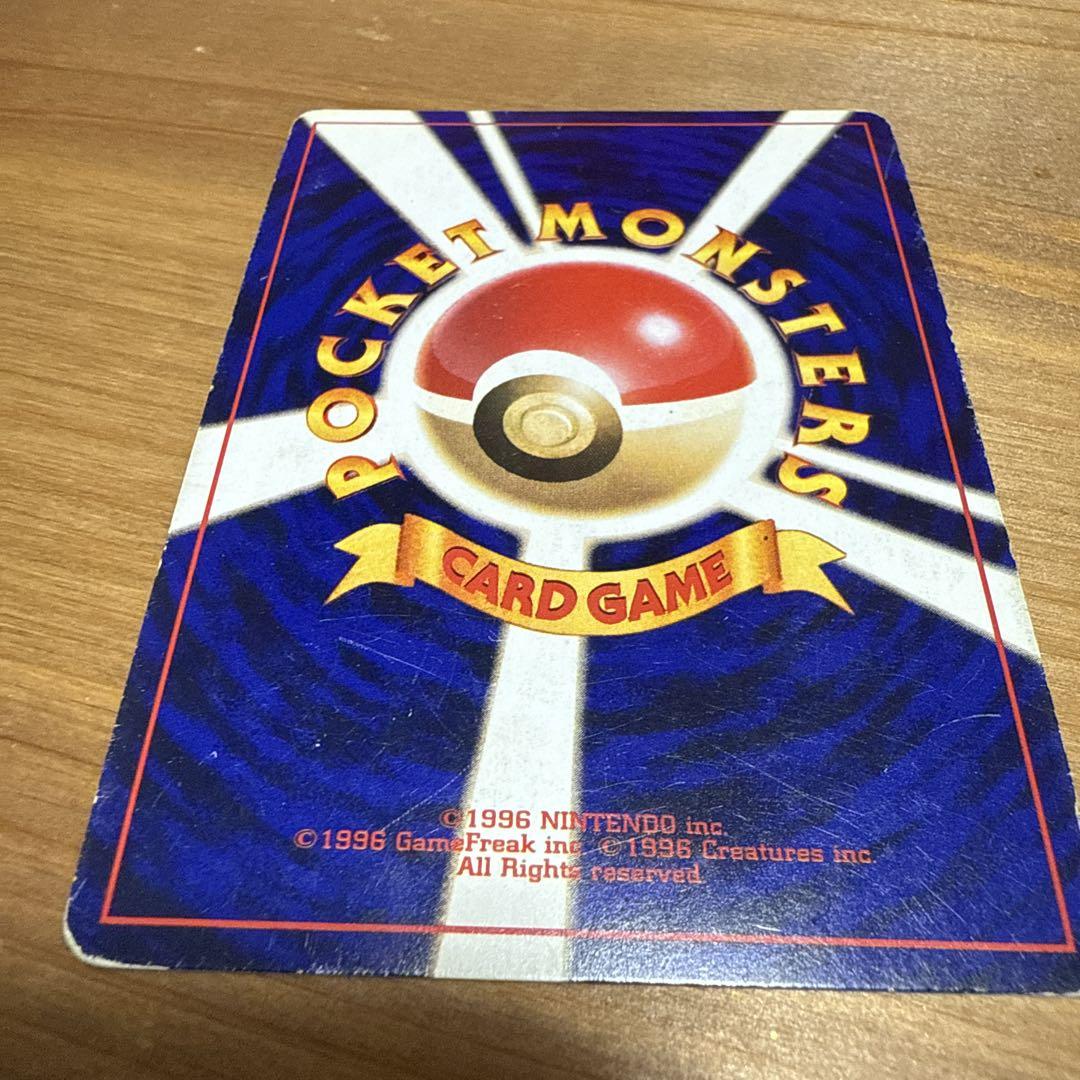 POCKET MONSTERS
CARD GAME
©1996 NINTENDO inc.
©1996 GameFreak inc. ©1996 Creatures inc.
All Rights reserved.